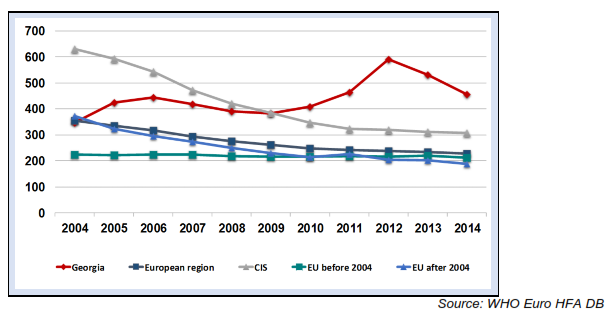 700
600
500
400
300
200
100
0
2004 2005 2006 2007 2008 2009 2010 2011 2012 2013 2014
Georgia European region CIS EU before 2004 EU after 2004
Source: WHO Euro HFA DB